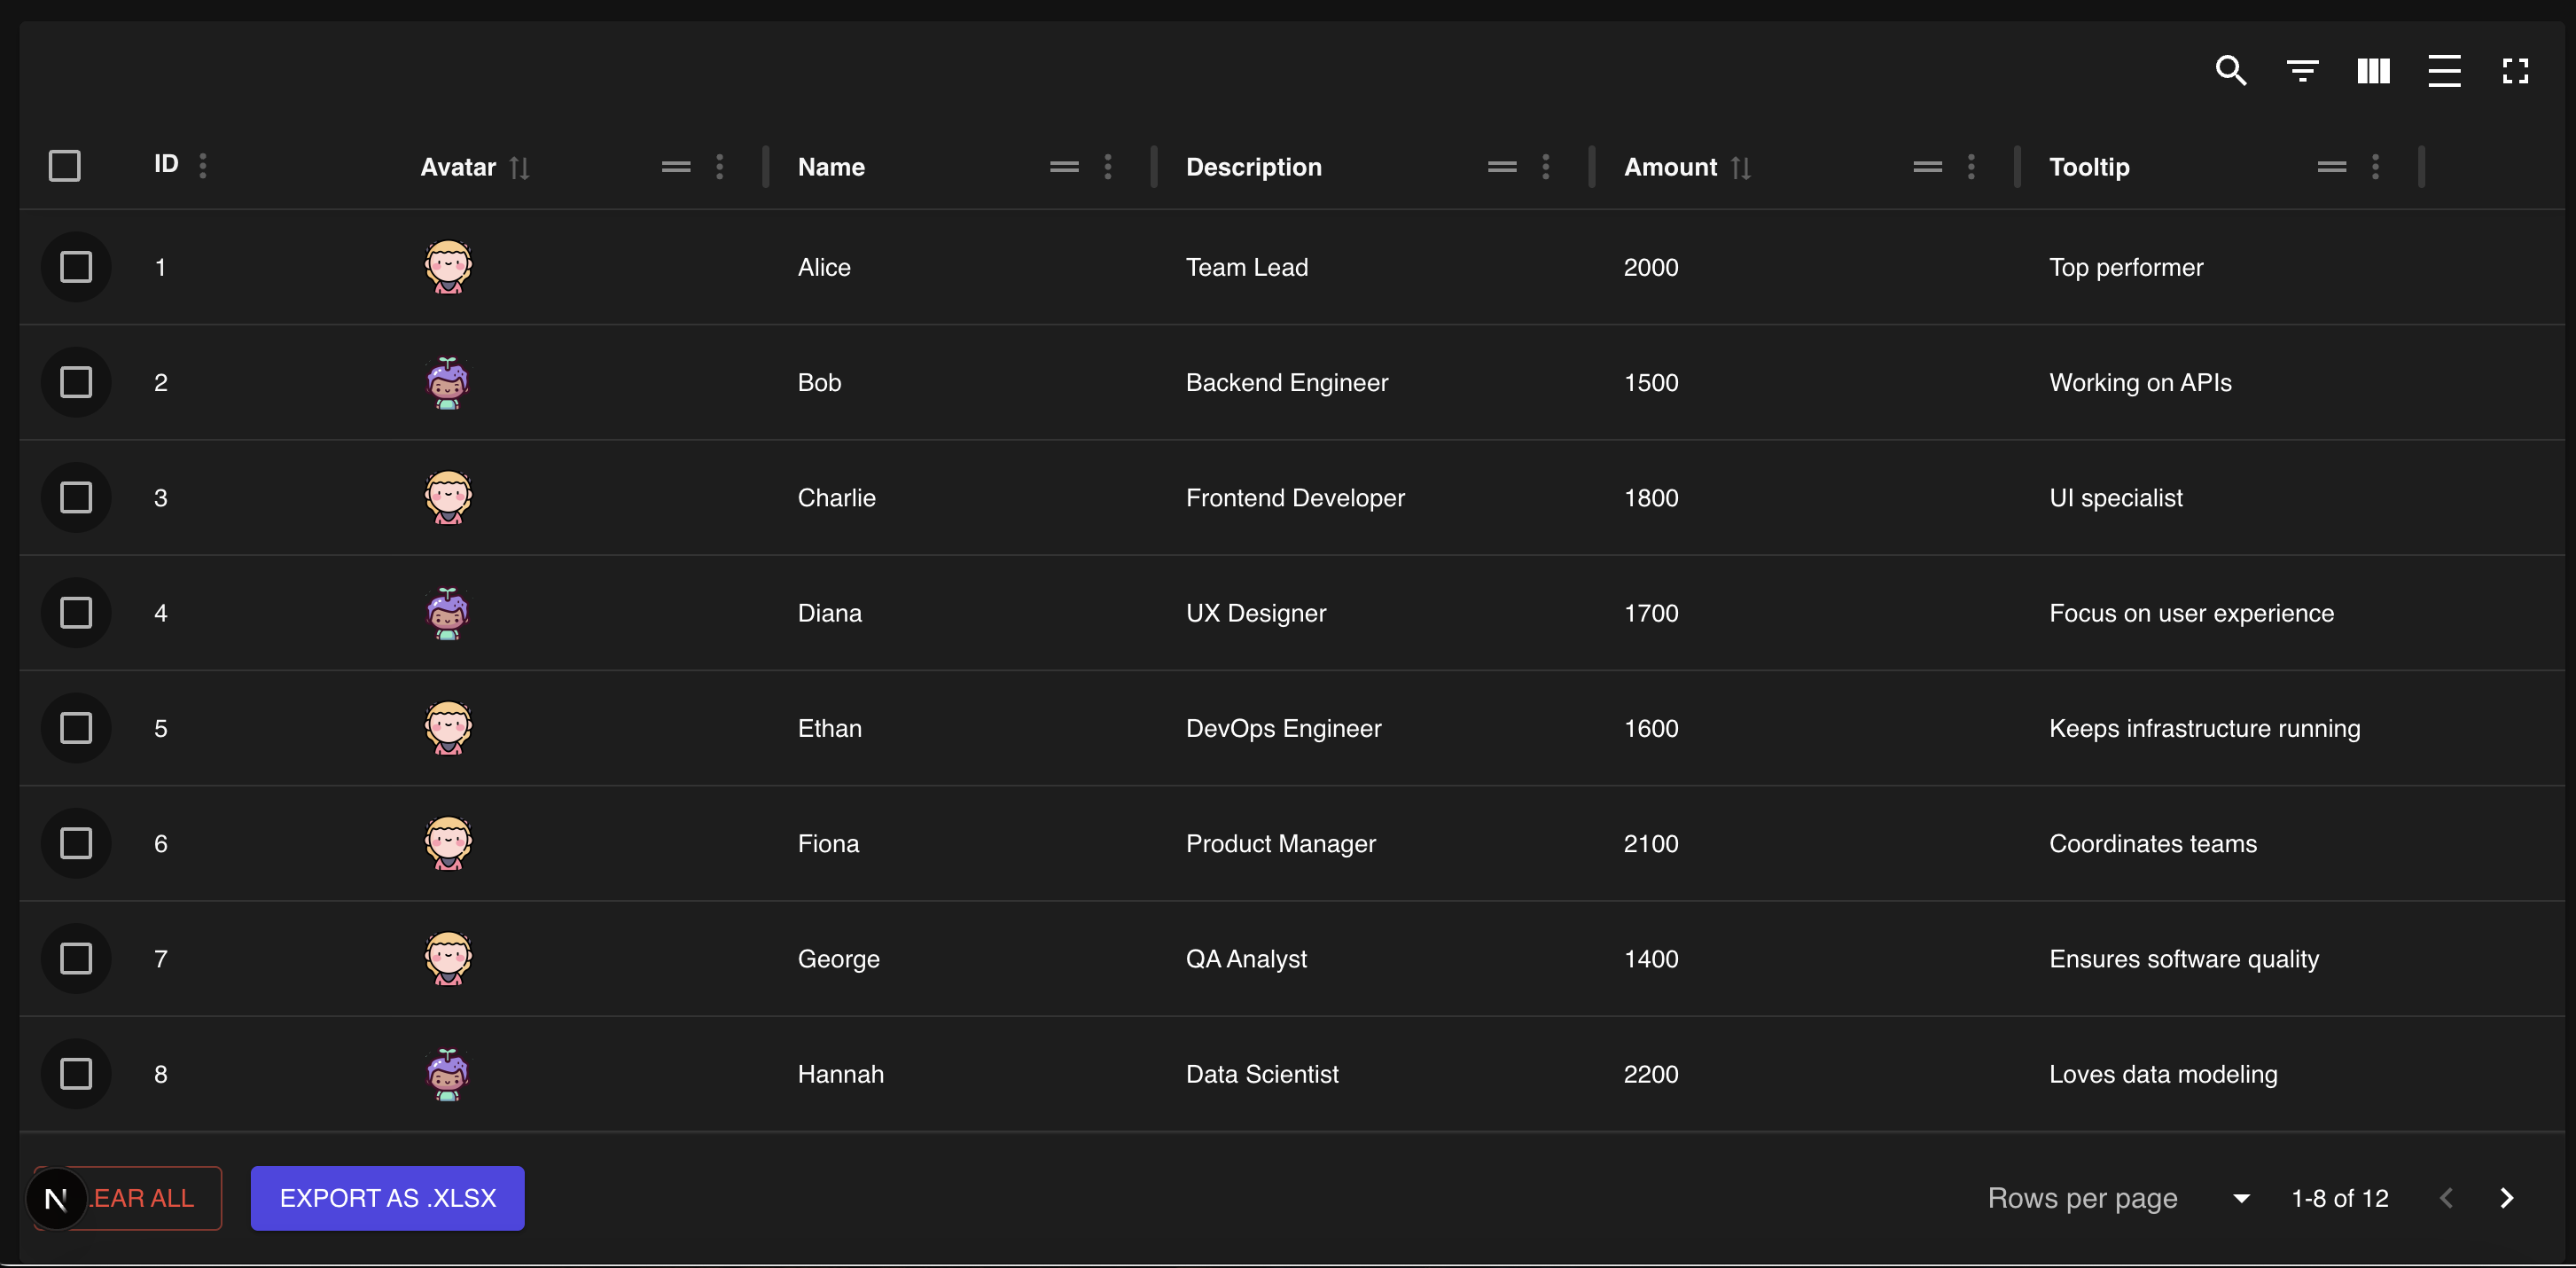 ID Avatar Name Description Amount Tooltip
1 Alice Team Lead 2000 Top performer
2 Bob Backend Engineer 1500 Working on APIs
3 Charlie Frontend Developer 1800 UI specialist
4 Diana UX Designer 1700 Focus on user experience
5 Ethan DevOps Engineer 1600 Keeps infrastructure running
6 Fiona Product Manager 2100 Coordinates teams
7 George QA Analyst 1400 Ensures software quality
8 Hannah Data Scientist 2200 Loves data modeling
N LEAR ALL EXPORT AS .XLSX Rows per page 1-8 of 12